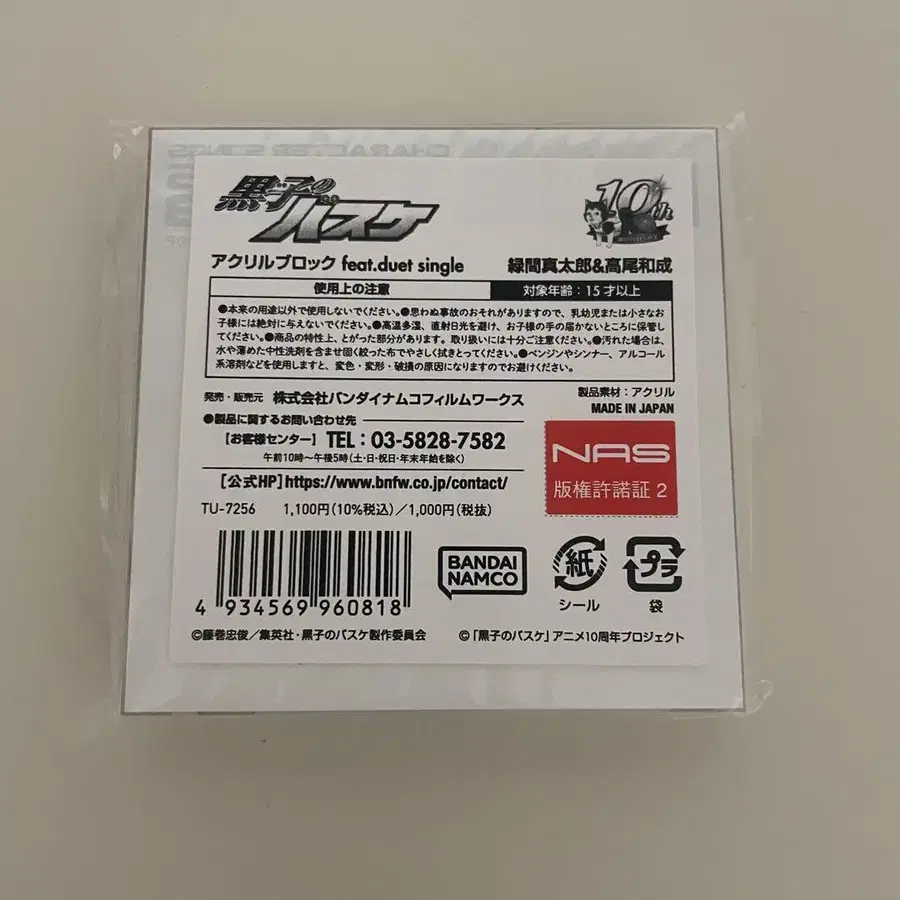 CHARACTER SONGS
黒子の
バスケ
10th
ANNIVERSARY
アクリルブロック feat.duet single
緑間真太郎&高尾和成
使用上の注意
対象年齢:15才以上
●本来の用途以外で使用しないでください。●思わぬ事故のおそれがありますので、乳幼児または小さなお
子様には絶対に与えないでください。●高温多湿、直射日光を避け、お子様の手の届かないところに保管し
てください。●商品の特性上、とがった部分があります。取り扱いには十分ご注意ください。●汚れた場合は、
水や薄めた中性洗剤を含ませ固く絞った布でやさしく拭きとってください。●ベンジンやシンナー、アルコール
系溶剤などを使用しますと、変色・変形・破損の原因になりますのでお避けください。
発売・販売元 株式会社バンダイナムコフィルムワークス
製品素材:アクリル
MADE IN JAPAN
●製品に関するお問い合わせ先
【お客様センター】 TEL:03-5828-7582
午前10時〜午後5時(土・日・祝日・年末年始を除く)
[公式HP]https://www.bnfw.co.jp/contact/
NAS
版権許諾証 2
TU-7256 1,100円(10%税込)/1,000円(税抜)
4 934569 960818
BANDAI
NAMCO
紙
シール
プラ
袋
©藤巻忠俊/集英社・黒子のバスケ製作委員会
©「黒子のバスケ」アニメ10周年プロジェクト